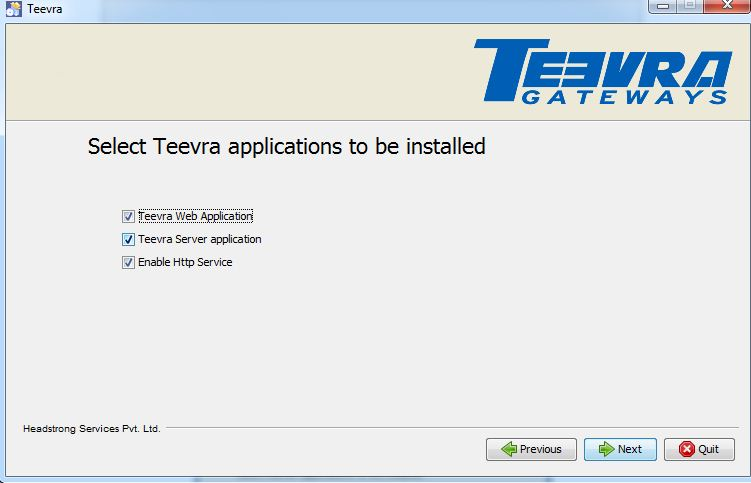 Teevra
TEEVRA
GATEWAYS
Select Teevra applications to be installed
Teevra Web Application
Teevra Server application
Enable Http Service
Headstrong Services Pvt. Ltd.
Previous Next Quit